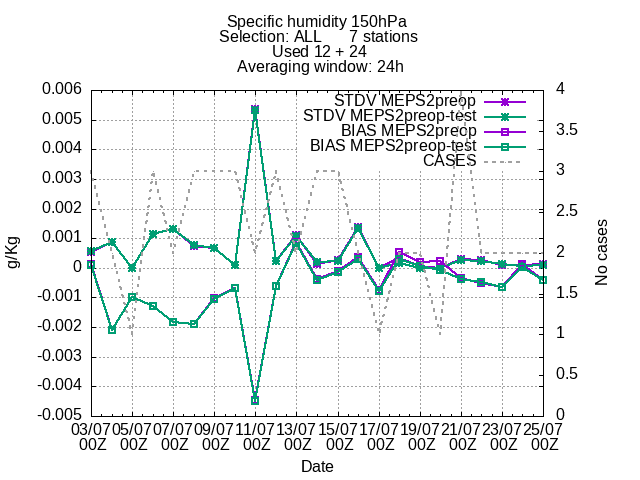 Specific humidity 150hPa
Selection: ALL 7 stations
Used 12 + 24
Averaging window: 24h
STDV MEPS2preop
STDV MEPS2preop-test
BIAS MEPS2preop
BIAS MEPS2preop-test
CASES
0.006
0.005
0.004
0.003
0.002
0.001
0
-0.001
-0.002
-0.003
-0.004
-0.005
g/Kg
4
3.5
3
2.5
2
1.5
1
0.5
0
No cases
03/07 05/07 07/07 09/07 11/07 13/07 15/07 17/07 19/07 21/07 23/07 25/07
00Z 00Z 00Z 00Z 00Z 00Z 00Z 00Z 00Z 00Z 00Z 00Z
Date